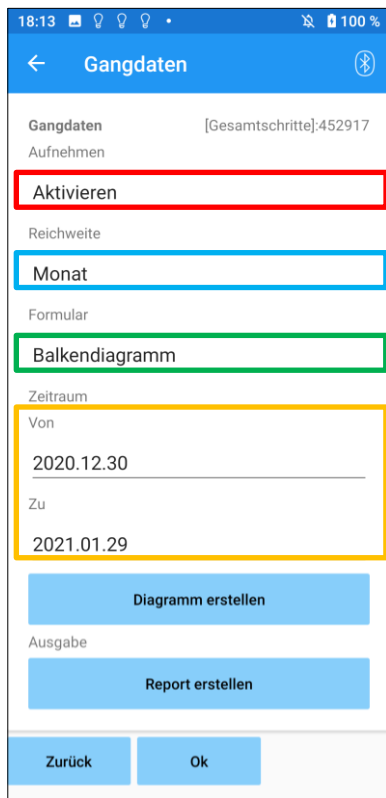 18:13 100 %
Gangdaten
Gangdaten [Gesamtschritte]:452917
Aufnehmen
Aktivieren
Reichweite
Monat
Formular
Balkendiagramm
Zeitraum
Von
2020.12.30
Zu
2021.01.29
Diagramm erstellen
Ausgabe
Report erstellen
Zurück Ok